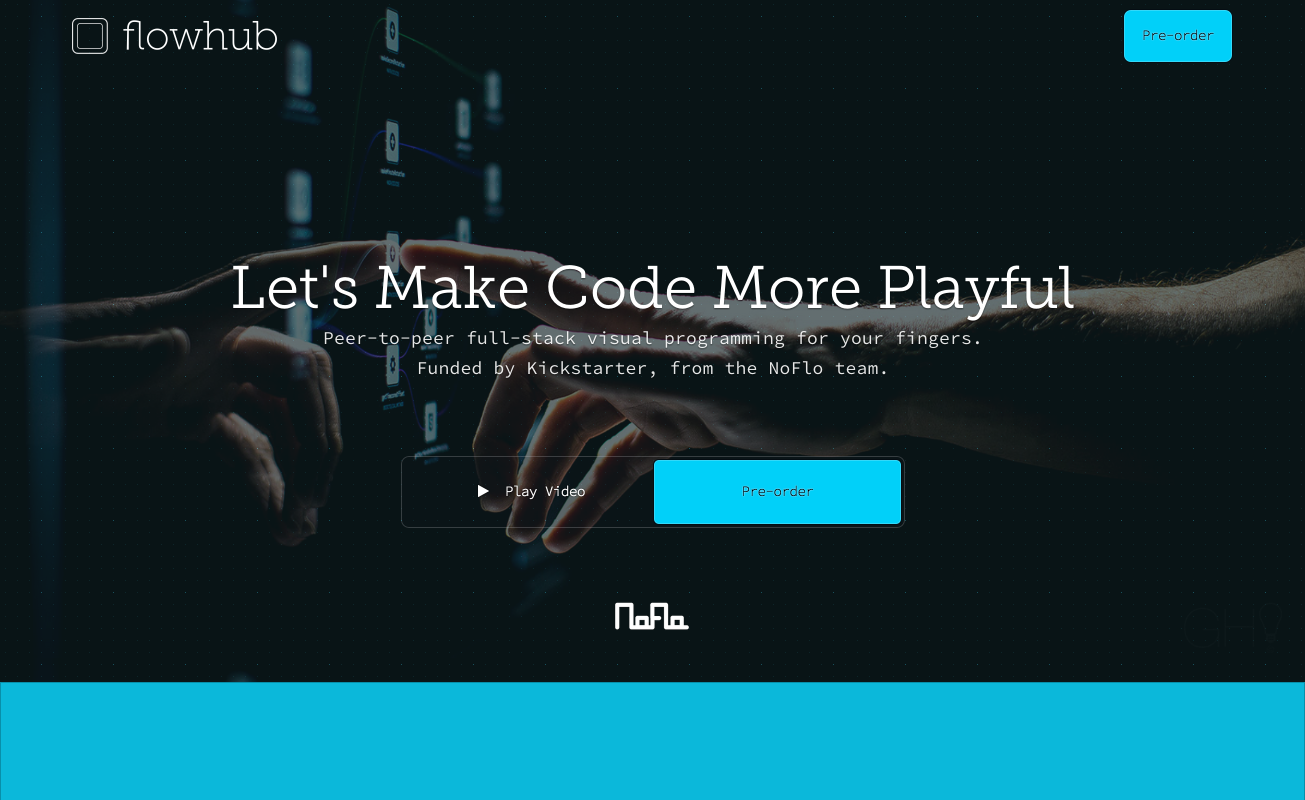 flowhub
Pre-order
Let's Make Code More Playful
Peer-to-peer full-stack visual programming for your fingers.
Funded by Kickstarter, from the NoFlo team.
Play Video
Pre-order
NoFlo
GH!